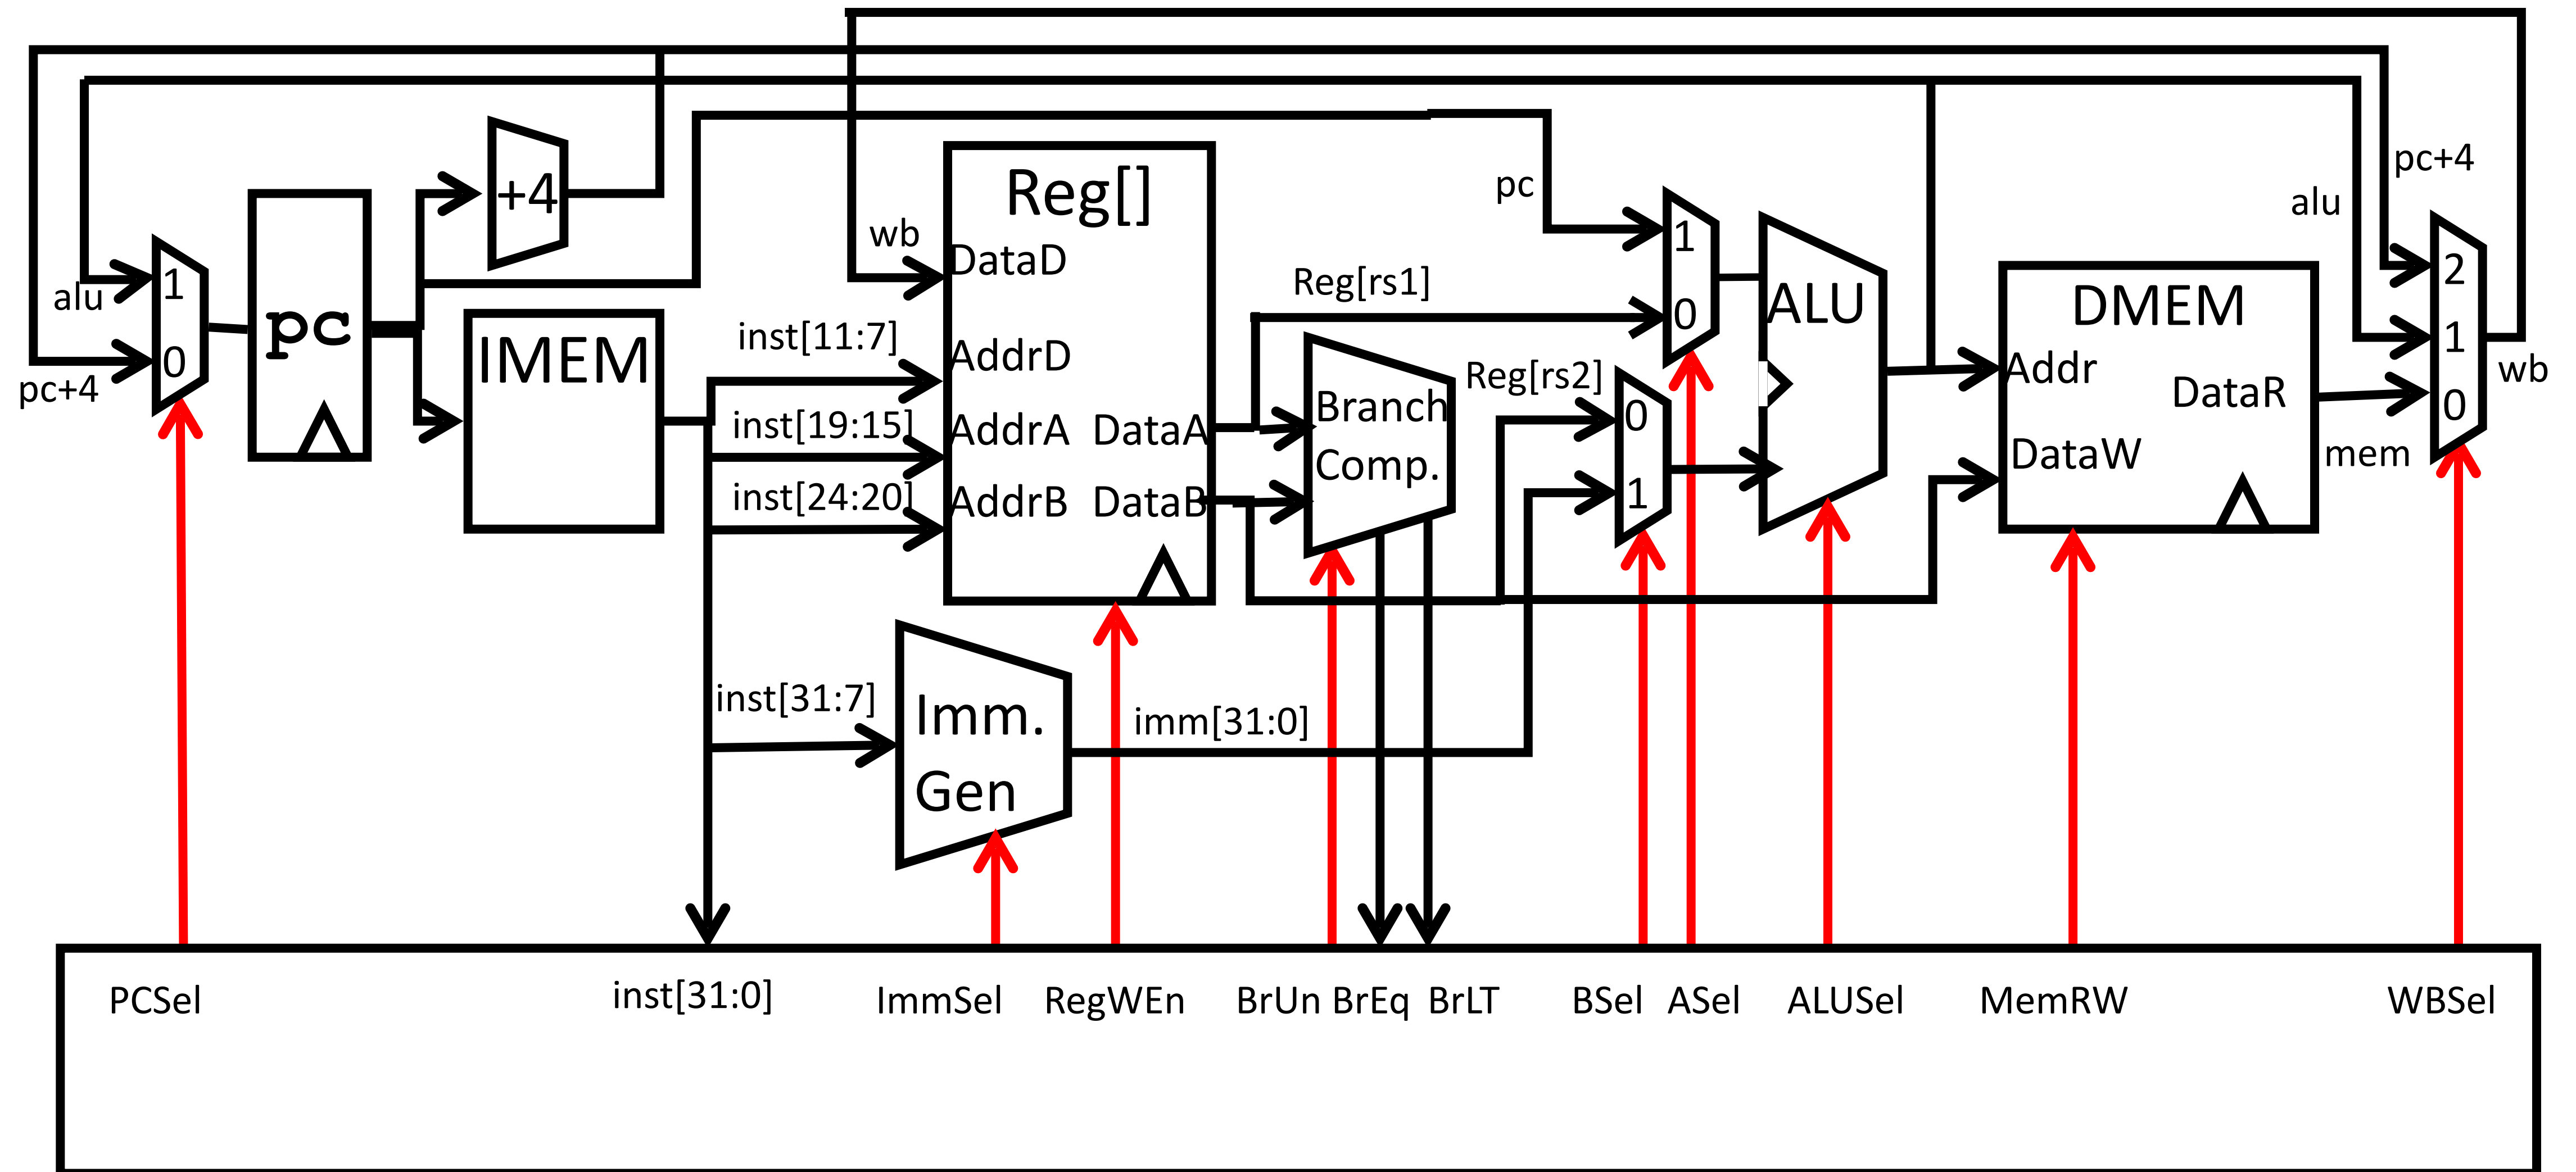 pc+4
alu
pc
+4
Reg[]
wb
DataD
alu
1
0
pc+4
pc
IMEM
inst[11:7]
AddrD
inst[19:15]
AddrA DataA
inst[24:20]
AddrB DataB
Reg[rs1]
1
0
ALU
Branch
Comp.
Reg[rs2]
0
1
DMEM
Addr
DataR
DataW
mem
2
1
0
wb
inst[31:7]
Imm.
Gen
imm[31:0]
PCSel
inst[31:0]
ImmSel
RegWEn
BrUn
BrEq
BrLT
BSel
ASel
ALUSel
MemRW
WBSel